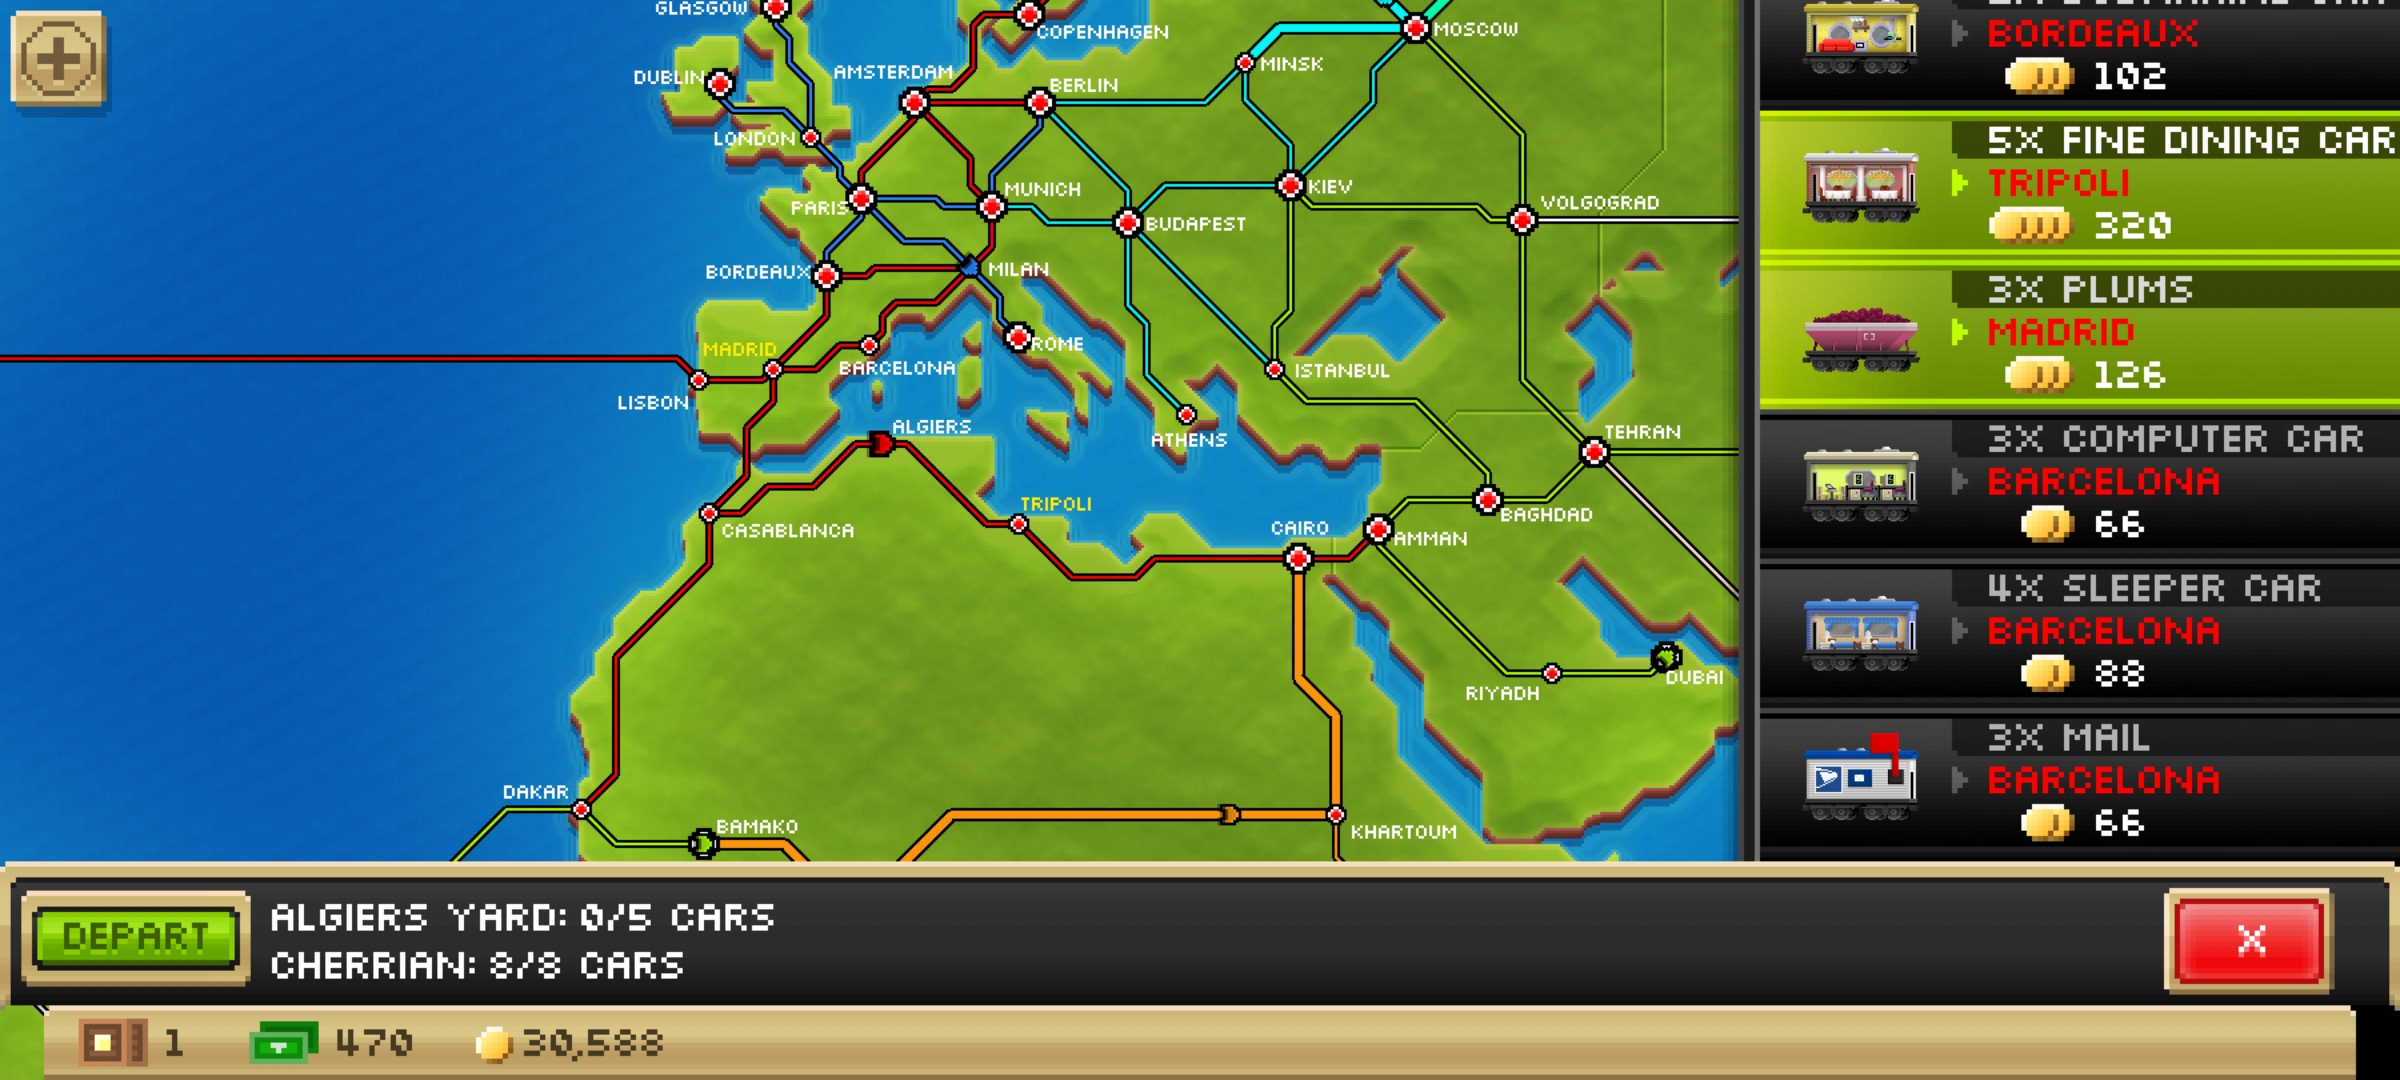 GLASGOW
COPENHAGEN
MOSCOW
DUBLIN
AMSTERDAM
BERLIN
MINSK
LONDON
PARIS
MUNICH
KIEV
BUDAPEST
VOLGOGRAD
BORDEAUX
MILAN
MADRID
BARCELONA
ROME
ISTANBUL
LISBON
ALGIERS
ATHENS
TEHRAN
TRIPOLI
CASABLANCA
CAIRO
AMMAN
BAGHDAD
RIYADH
DUBAI
DAKAR
BAMAKO
KHARTOUM
BORDEAUX
102
5X FINE DINING CAR
TRIPOLI
320
3X PLUMS
MADRID
126
3X COMPUTER CAR
BARCELONA
66
4X SLEEPER CAR
BARCELONA
88
3X MAIL
BARCELONA
66
DEPART
ALGIERS YARD: 0/5 CARS
CHERRIAN: 8/8 CARS
X
1
470
30,588